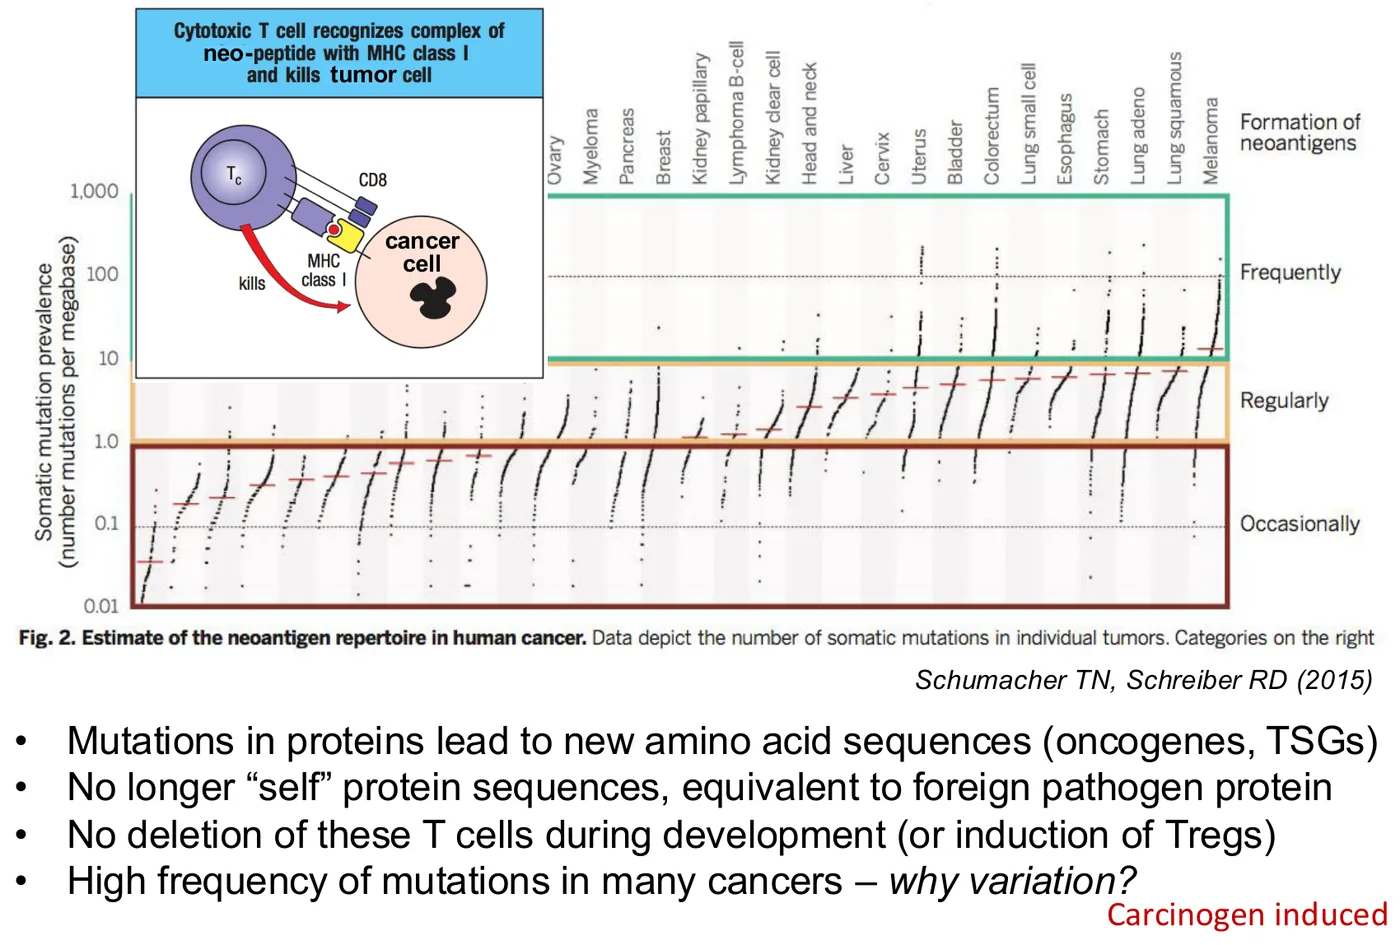 Cytotoxic T cell recognizes complex of
neo-peptide with MHC class I
and kills tumor cell
Tc
CD8
MHC
class I
kills
cancer
cell
Ovary
Myeloma
Pancreas
Breast
Kidney papillary
Lymphoma B-cell
Kidney clear cell
Head and neck
Liver
Cervix
Uterus
Bladder
Colorectum
Lung small cell
Esophagus
Stomach
Lung adeno
Lung squamous
Melanoma
Formation of
neoantigens
Somatic mutation prevalence
(number mutations per megabase)
1,000
100
10
1.0
0.1
0.01
Frequently
Regularly
Occasionally
Fig. 2. Estimate of the neoantigen repertoire in human cancer. Data depict the number of somatic mutations in individual tumors. Categories on the right
Schumacher TN, Schreiber RD (2015)
• Mutations in proteins lead to new amino acid sequences (oncogenes, TSGs)
• No longer “self” protein sequences, equivalent to foreign pathogen protein
• No deletion of these T cells during development (or induction of Tregs)
• High frequency of mutations in many cancers – why variation?
Carcinogen induced